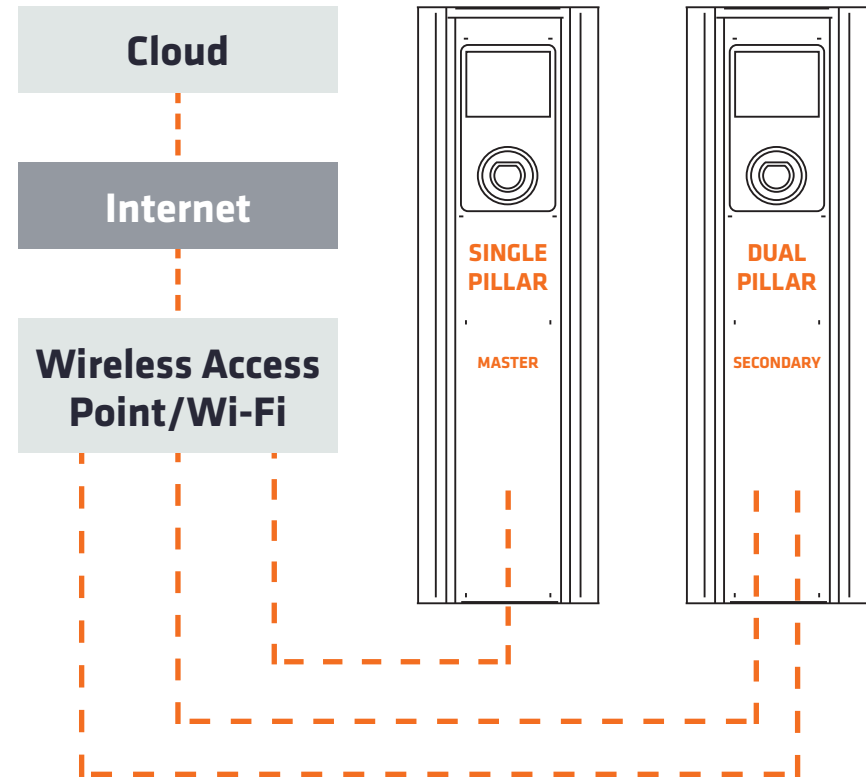 Cloud
Internet
Wireless Access
Point/Wi-Fi
SINGLE
PILLAR
MASTER
DUAL
PILLAR
SECONDARY